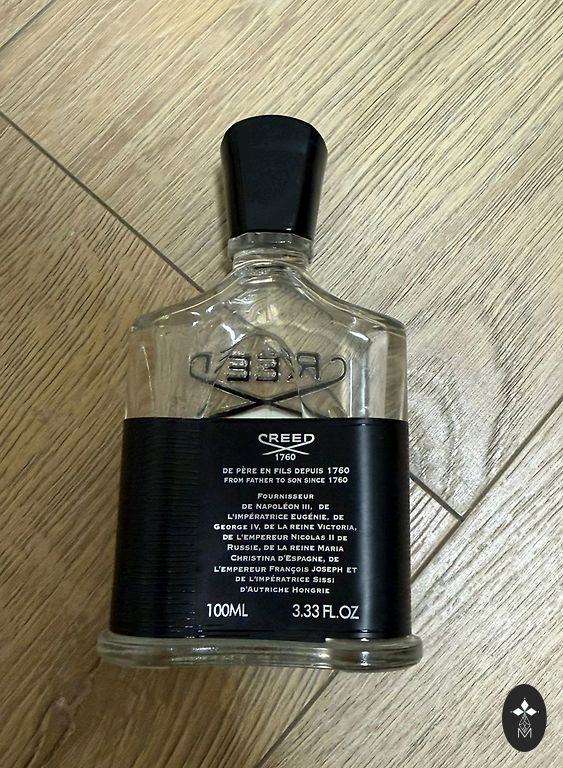 CREED
CREED
1760
DE PÈRE EN FILS DEPUIS 1760
FROM FATHER TO SON SINCE 1760
FOURNISSEUR
DE NAPOLÉON III, DE
L'IMPÉRATRICE EUGÉNIE, DE
GEORGE IV, DE LA REINE VICTORIA,
DE L'EMPEREUR NICOLAS II DE
RUSSIE, DE LA REINE MARIA
CHRISTINA D'ESPAGNE, DE
L'EMPEREUR FRANÇOIS JOSEPH ET
DE L'IMPÉRATRICE SISSI
D'AUTRICHE HONGRIE
100ML 3.33 FL.OZ
M